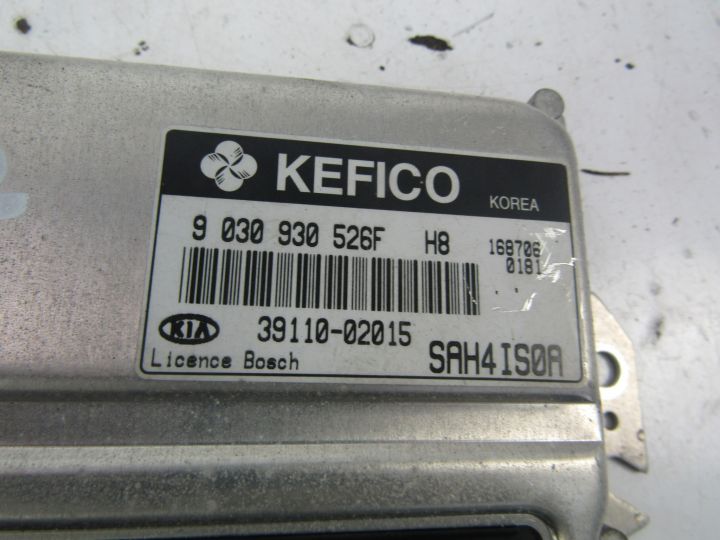 KEFICO KOREA
9 030 930 526F H8 168706
0181
KIA 39110-02015
Licence Bosch SAH4IS0A